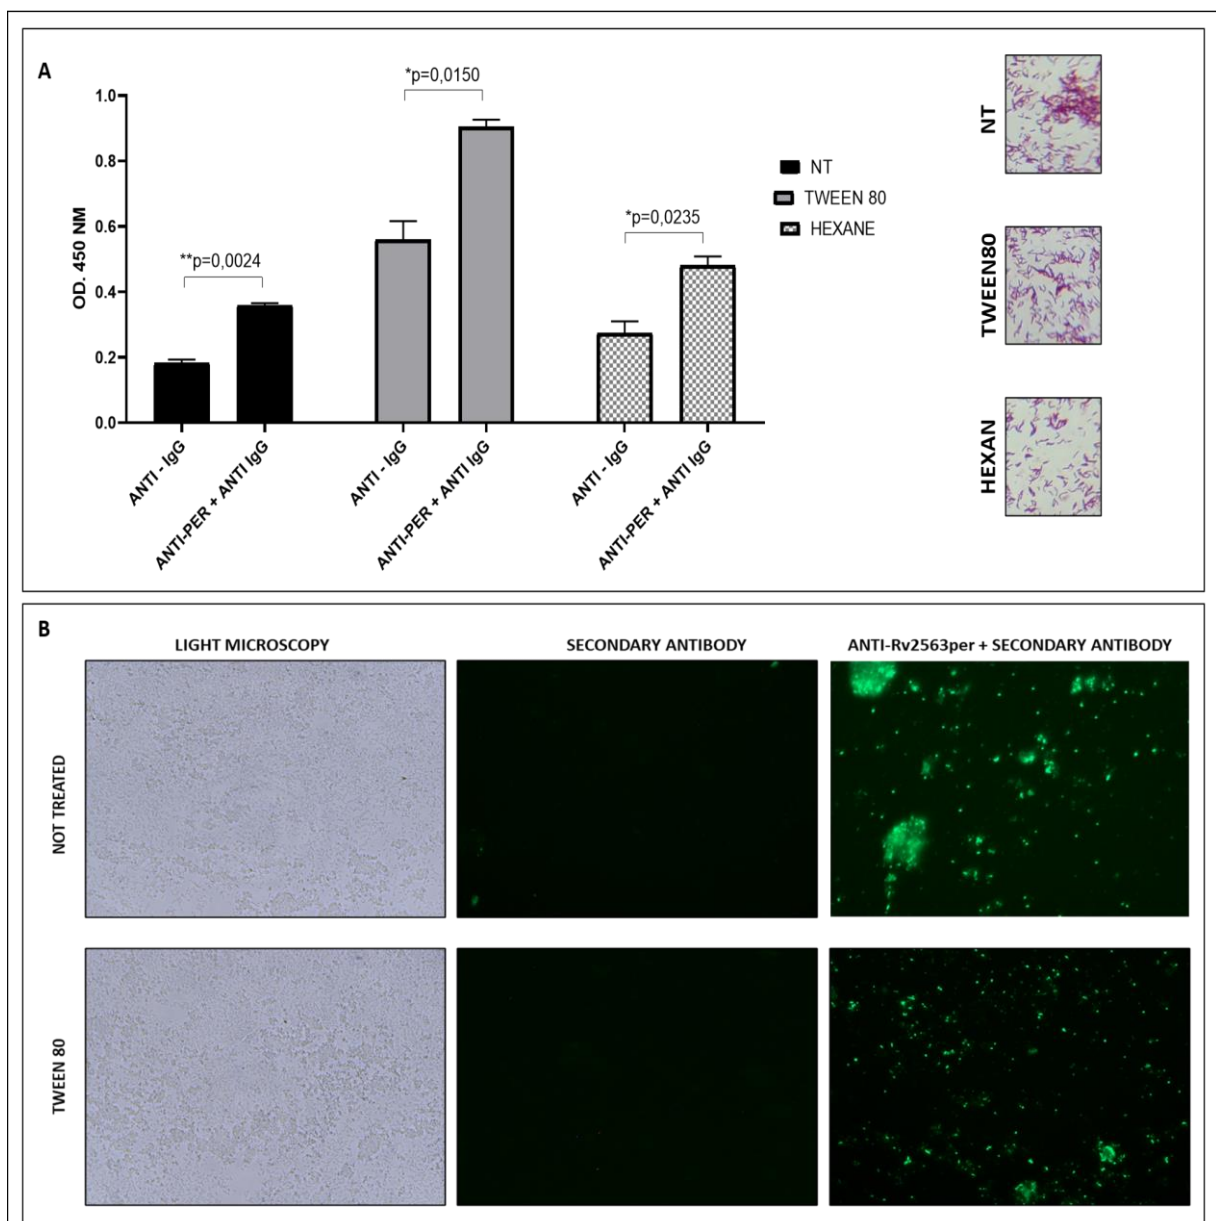 A
*p=0,0150
*p=0,0235
**p=0,0024
OD. 450 NM
1.0
0.8
0.6
0.4
0.2
0.0
ANTI - IgG
ANTI-PER + ANTI IgG
ANTI - IgG
ANTI-PER + ANTI IgG
ANTI - IgG
ANTI-PER + ANTI IgG
NT
TWEEN 80
HEXANE
NT
TWEEN80
HEXAN
B
LIGHT MICROSCOPY
SECONDARY ANTIBODY
ANTI-Rv2563per + SECONDARY ANTIBODY
NOT TREATED
TWEEN 80